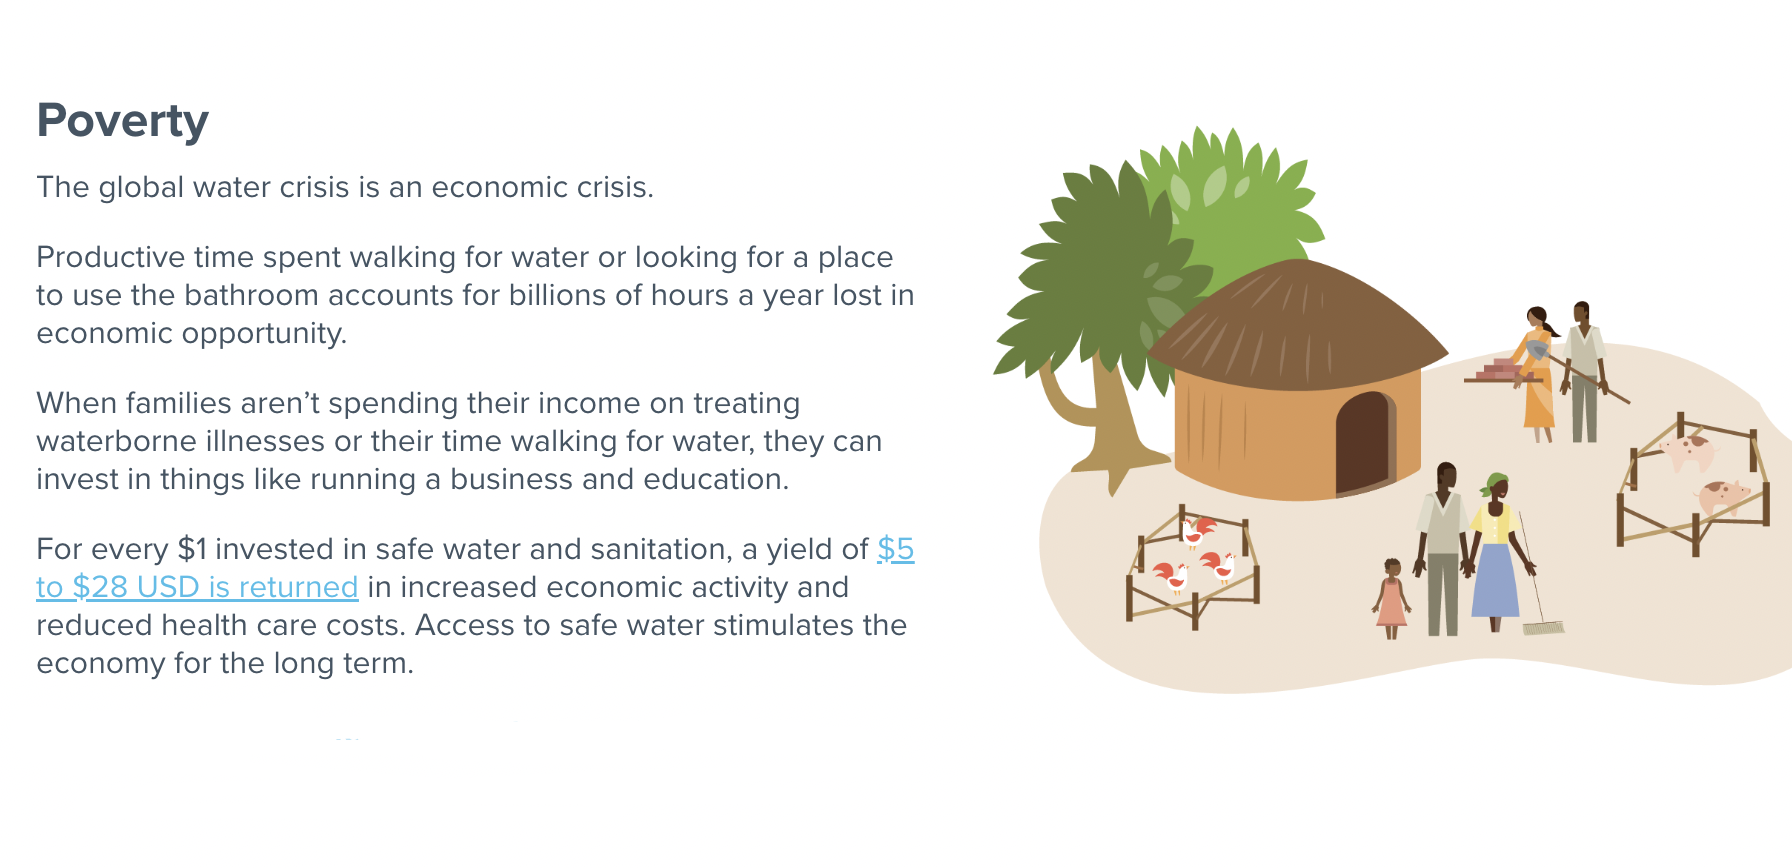 Poverty
The global water crisis is an economic crisis.
Productive time spent walking for water or looking for a place
to use the bathroom accounts for billions of hours a year lost in
economic opportunity.
When families aren’t spending their income on treating
waterborne illnesses or their time walking for water, they can
invest in things like running a business and education.
For every $1 invested in safe water and sanitation, a yield of $5
to $28 USD is returned in increased economic activity and
reduced health care costs. Access to safe water stimulates the
economy for the long term.